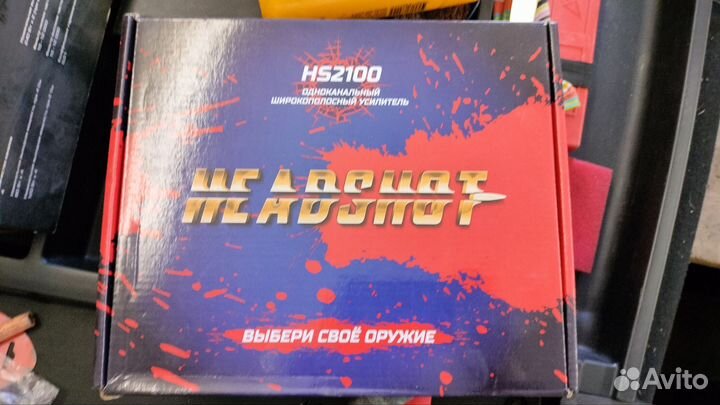 HS2100
ОДНОКАНАЛЬНЫЙ
ШИРОКОПОЛОСНЫЙ УСИЛИТЕЛЬ
HEADSHOT
ВЫБЕРИ СВОЁ ОРУЖИЕ
Avito